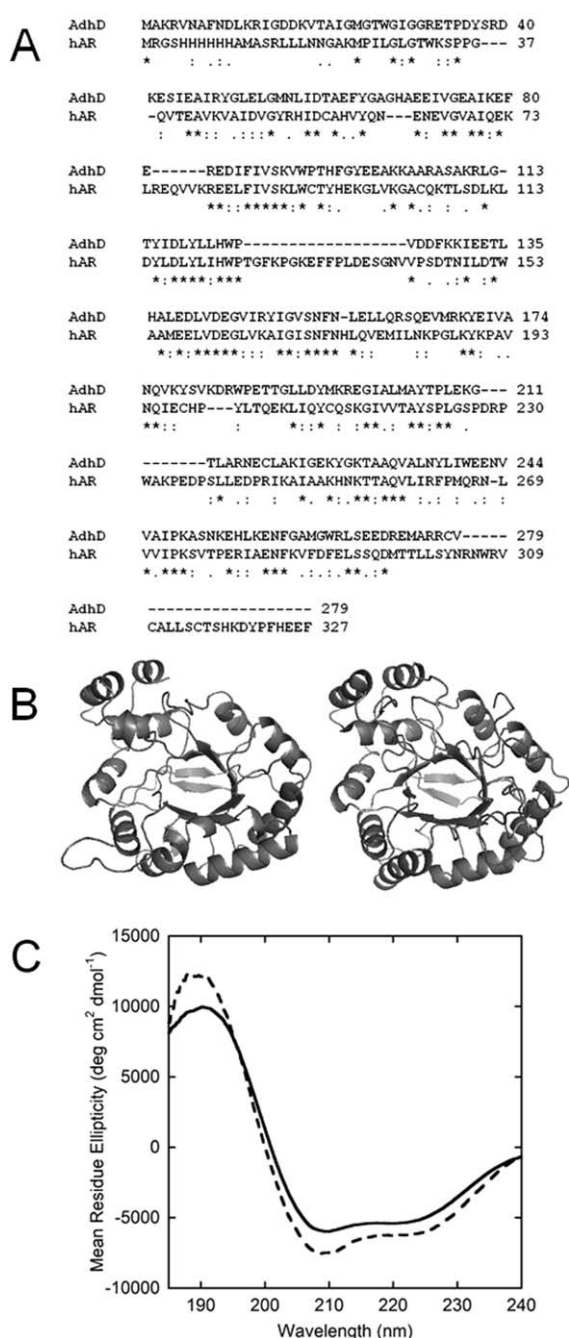 A
AdhD MAKRVNAFNDLKRIGDDKVTAIGMGTWGIGGRETPDYSRD 40
hAR MRGSHHHHHHAMASRLLLNNGAKMPILGLGTWKSPPG--- 37
* : .: . .: * *: **: . *
AdhD KESIEAIRYGLELGMNLIDTAEFYGAGHAEEIVGEAIKEF 80
hAR -QVTEAVKVAIDVGYRHIDCAHVYQN---ENEVGVAIQEK 73
: **:: .::* . ** *. * *: ** **:*
AdhD E------REDIFIVSKVWPTHFGYEEAKKAARASAKRLG- 113
hAR LREQVVKREELFIVSKLWCTYHEKGLVKGACQKTLSDLKL 113
**::*****:* *: . * *.: : . *
AdhD TYIDLYLLHWP------------------VDDFKKIEETL 135
hAR DYLDLYLIHWPTGFKPGKEFFPLDESGNVVPSDTNILDTW 153
*:****:*** * . .:* :*
AdhD HALEDLVDEGVIRYIGVSNFN-LELLQRSQEVMRKYEIVA 174
hAR AAMEELVDEGLVKAIGISNFNHLQVEMILNKPGLKYKPAV 193
*:*:*****::: **:**** *:: :: **: ..
AdhD NQVKYSVKDRWPETTGLLDYMKREGIALMAYTPLEKG--- 211
hAR NQIECHP---YLTQEKLIQYCQSKGIVVTAYSPLGSPDRP 230
**:: : *::* : :**.: **:** .
AdhD -------TLARNECLAKIGEKYGKTAAQVALNYLIWEENV 244
hAR WAKPEDPSLLEDPRIKAIAAKHNKTTAQVLIRFPMQRN-L 269
:* .: : *. *:.**:*** :.: : .: :
AdhD VAIPKASNKEHLKENFGAMGWRLSEEDREMARRCV----- 279
hAR VVIPKSVTPERIAENFKVFDFELSSQDMTTLLSYNRNWRV 309
*.***: . *:: *** .:.:.**.:*
AdhD ------------------ 279
hAR CALLSCTSHKDYPFHEEF 327
B
C
Mean Residue Ellipticity (deg cm² dmol⁻¹)
15000
10000
5000
0
-5000
-10000
190 200 210 220 230 240
Wavelength (nm)